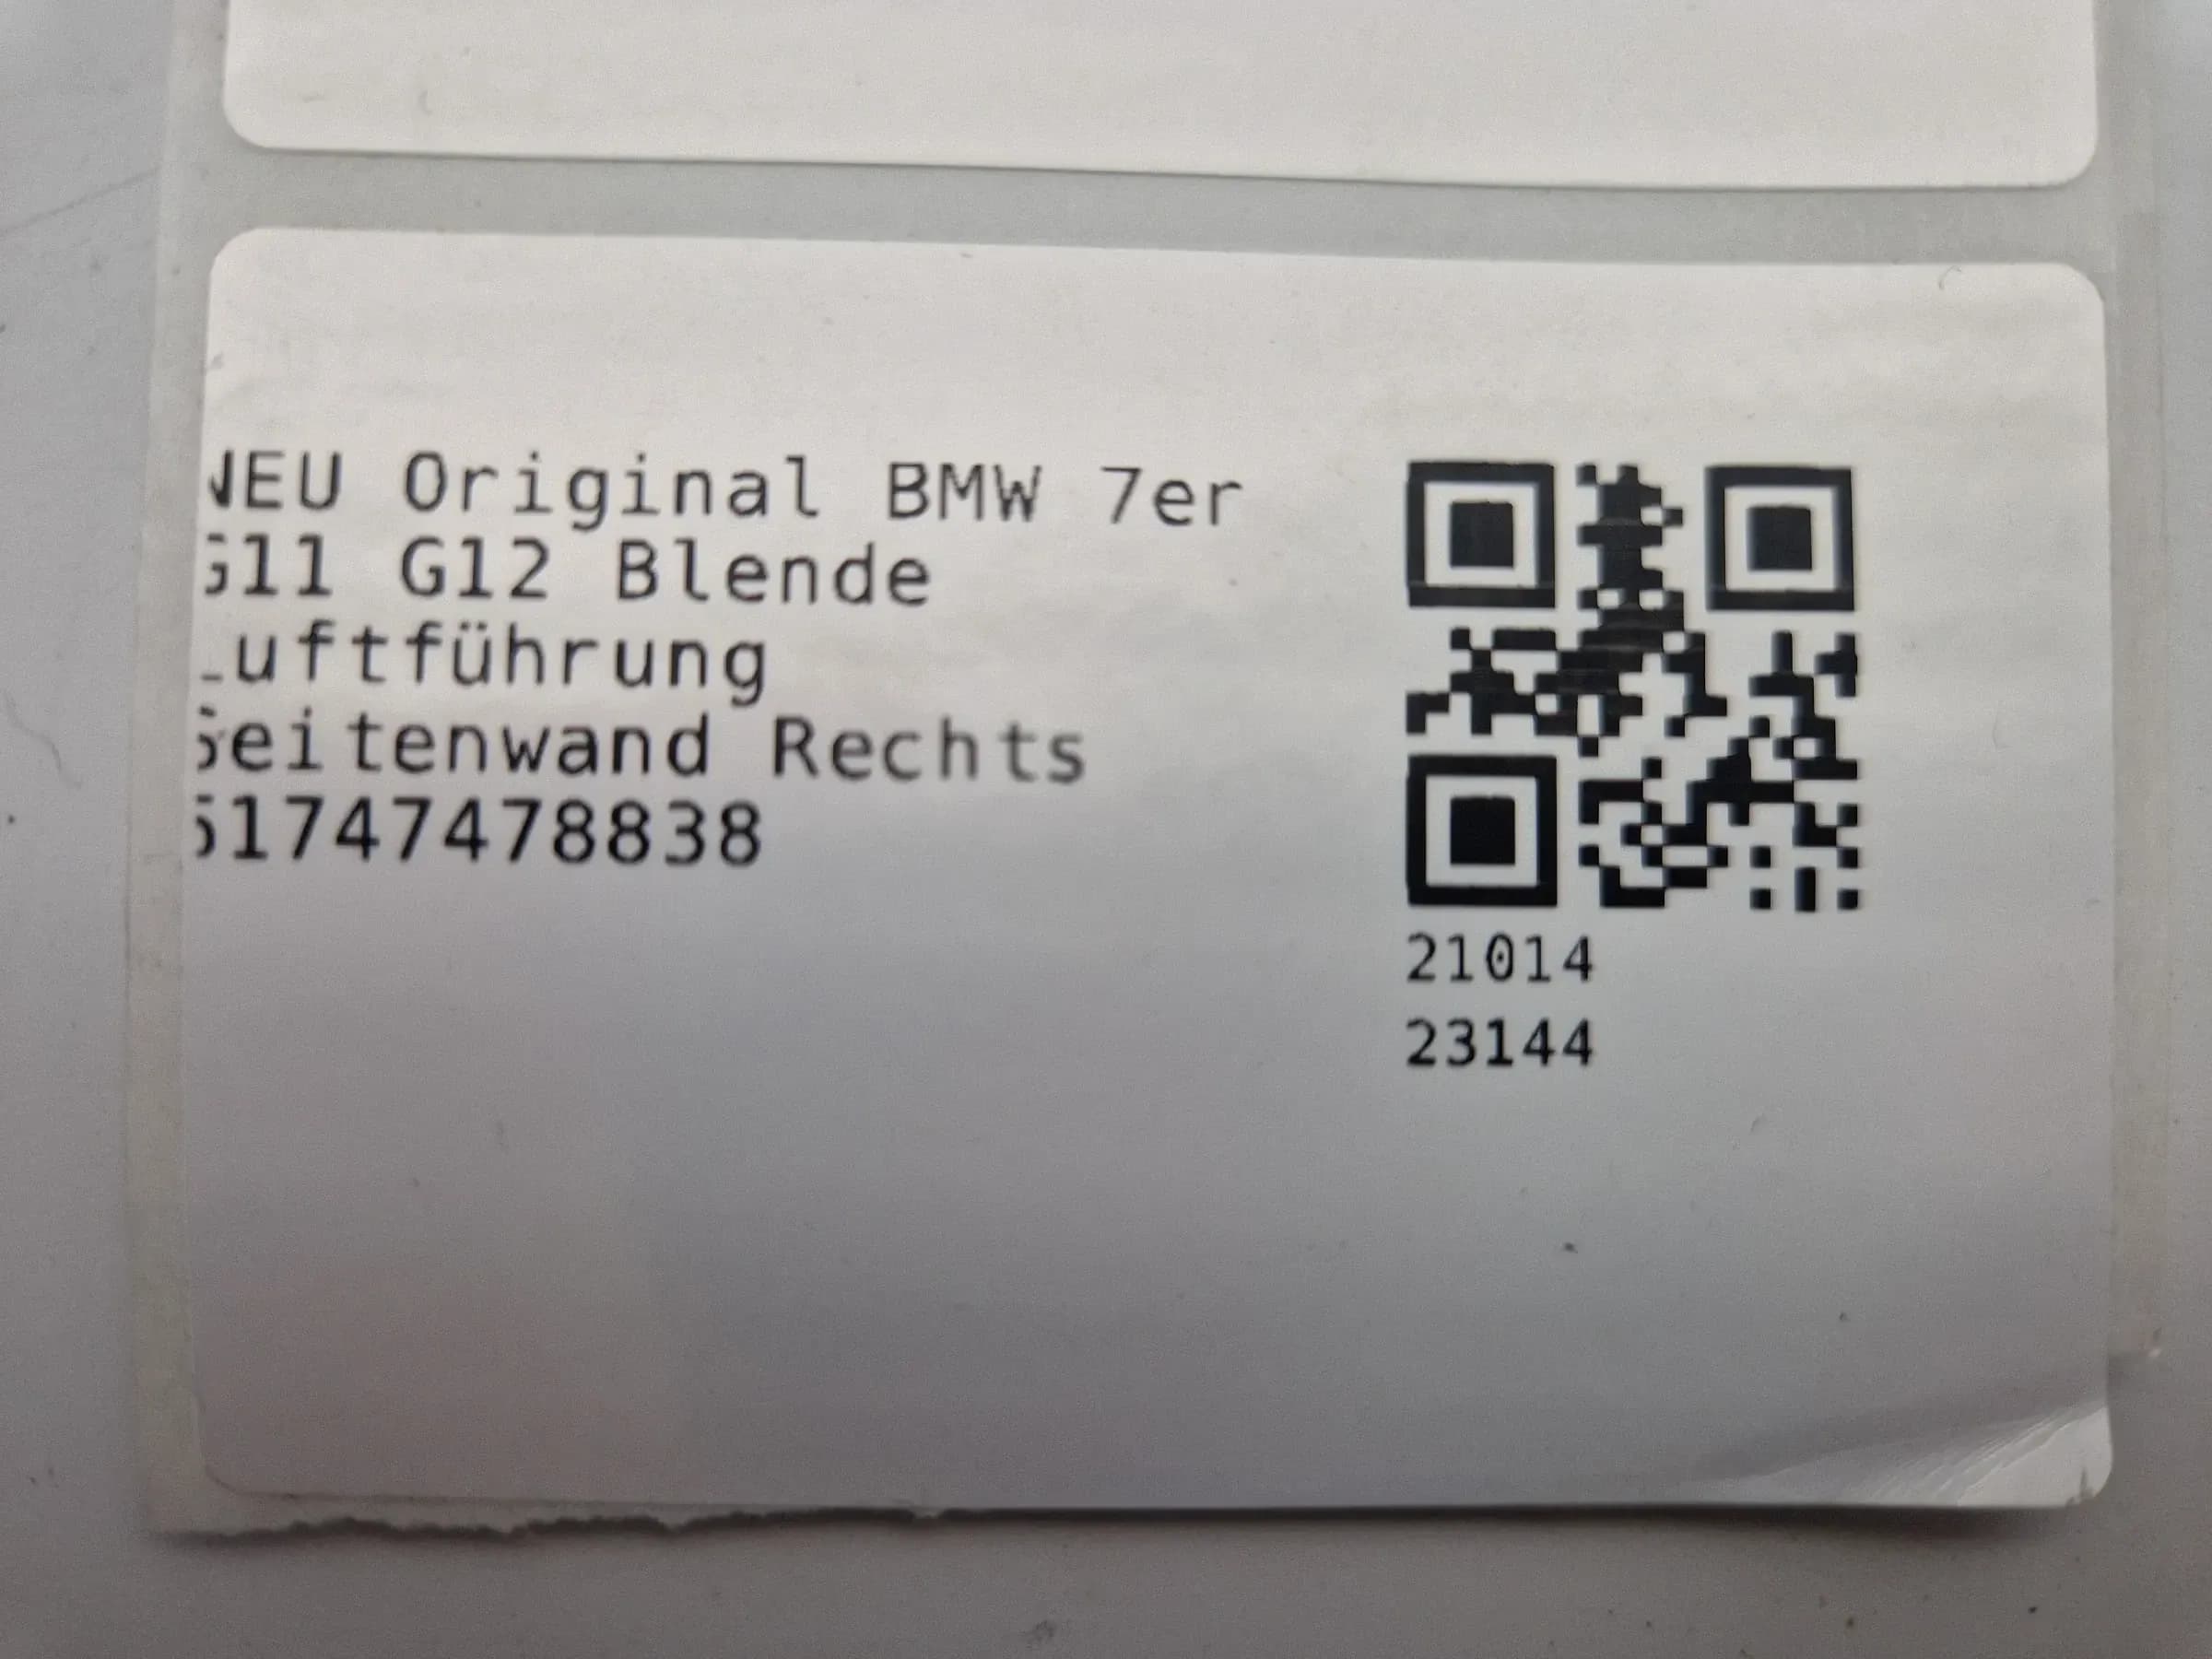 NEU Original BMW 7er
G11 G12 Blende
Luftführung
Seitenwand Rechts
51747478838
21014
23144